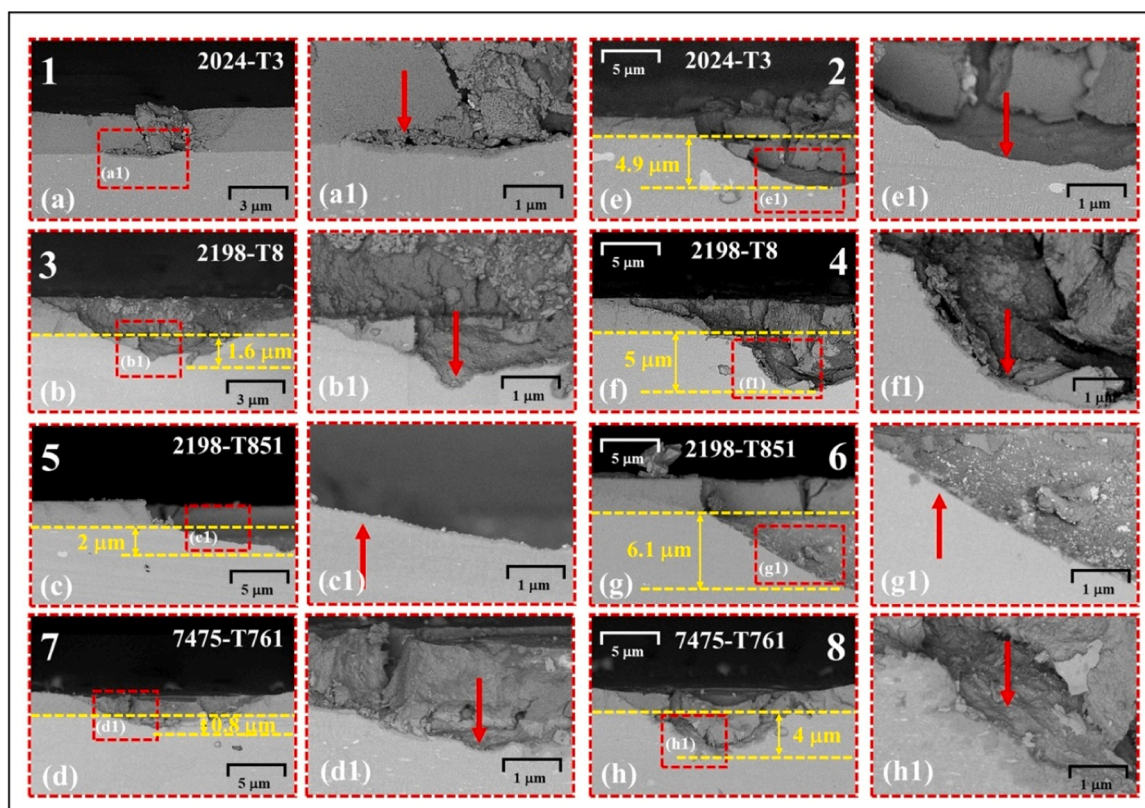 1
2024-T3
(a1)
(a)
3 μm
(a1)
1 μm
5 μm
2024-T3
2
4.9 μm
(e1)
(e)
(e1)
1 μm
3
2198-T8
(b1)
1.6 μm
(b)
3 μm
(b1)
1 μm
5 μm
2198-T8
4
5 μm
(f1)
(f)
(f1)
1 μm
5
2198-T851
2 μm
(c1)
(c)
5 μm
(c1)
1 μm
5 μm
2198-T851
6
6.1 μm
(g1)
(g)
(g1)
1 μm
7
7475-T761
(d1)
0.8 μm
(d)
5 μm
(d1)
1 μm
5 μm
7475-T761
8
(h1)
4 μm
(h)
(h1)
1 μm